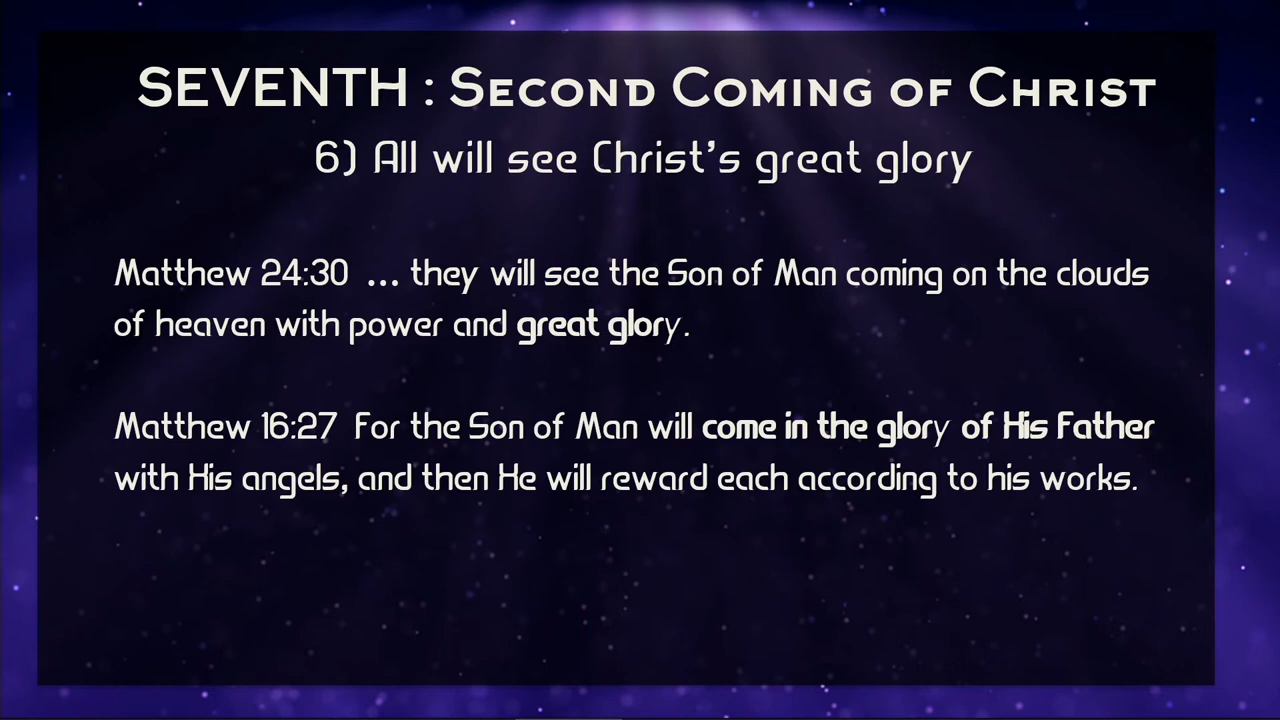 SEVENTH : Second Coming of Christ
6) All will see Christ's great glory
Matthew 24:30 ... they will see the Son of Man coming on the clouds
of heaven with power and great glory.
Matthew 16:27 For the Son of Man will come in the glory of His Father
with His angels, and then He will reward each according to his works.